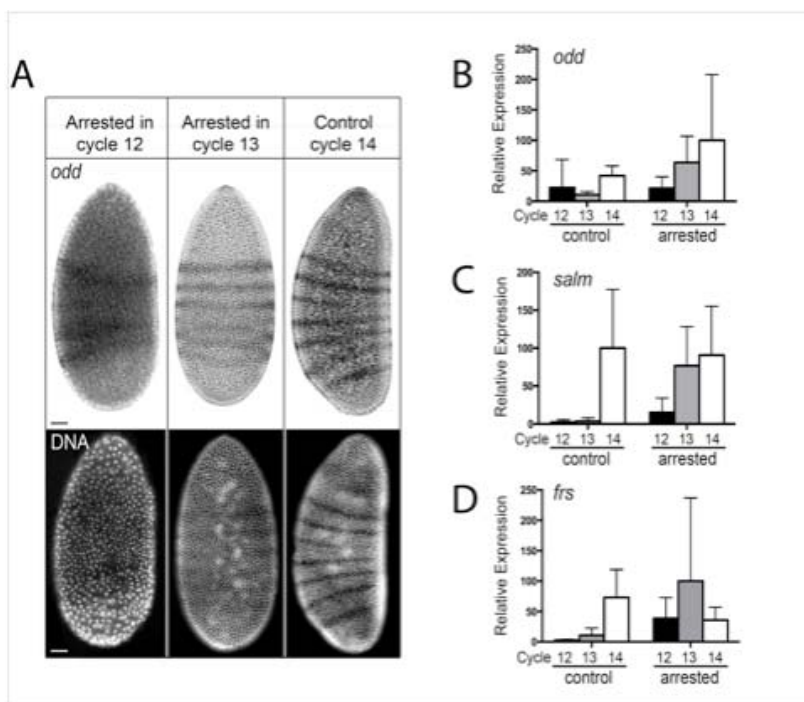 A
Arrested in
cycle 12
Arrested in
cycle 13
Control
cycle 14
odd
DNA
B
odd
Relative Expression
250
200
150
100
50
0
Cycle 12 13 14 12 13 14
control arrested
C
salm
Relative Expression
250
200
150
100
50
0
Cycle 12 13 14 12 13 14
control arrested
D
frs
Relative Expression
250
200
150
100
50
0
Cycle 12 13 14 12 13 14
control arrested